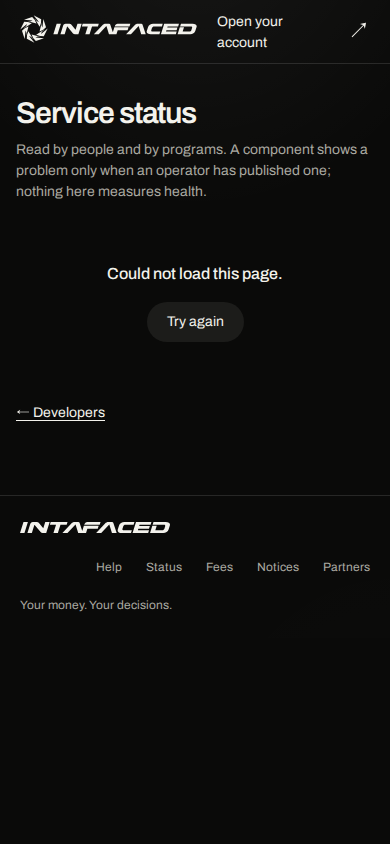 INTAFACED
Open your
account
Service status
Read by people and by programs. A component shows a
problem only when an operator has published one;
nothing here measures health.
Could not load this page.
Try again
← Developers
INTAFACED
Help Status Fees Notices Partners
Your money. Your decisions.